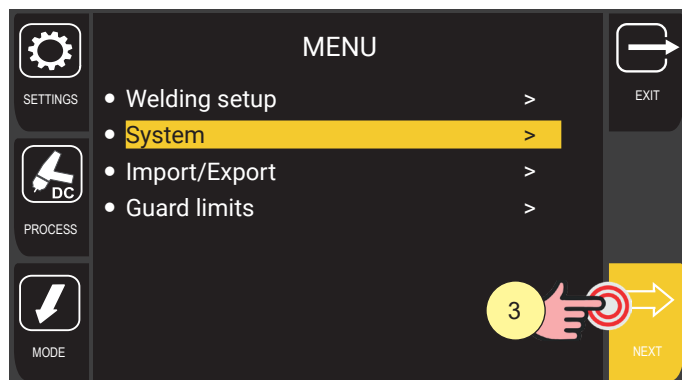 MENU
SETTINGS
EXIT
• Welding setup >
• System >
• Import/Export >
• Guard limits >
DC
PROCESS
MODE
3
NEXT